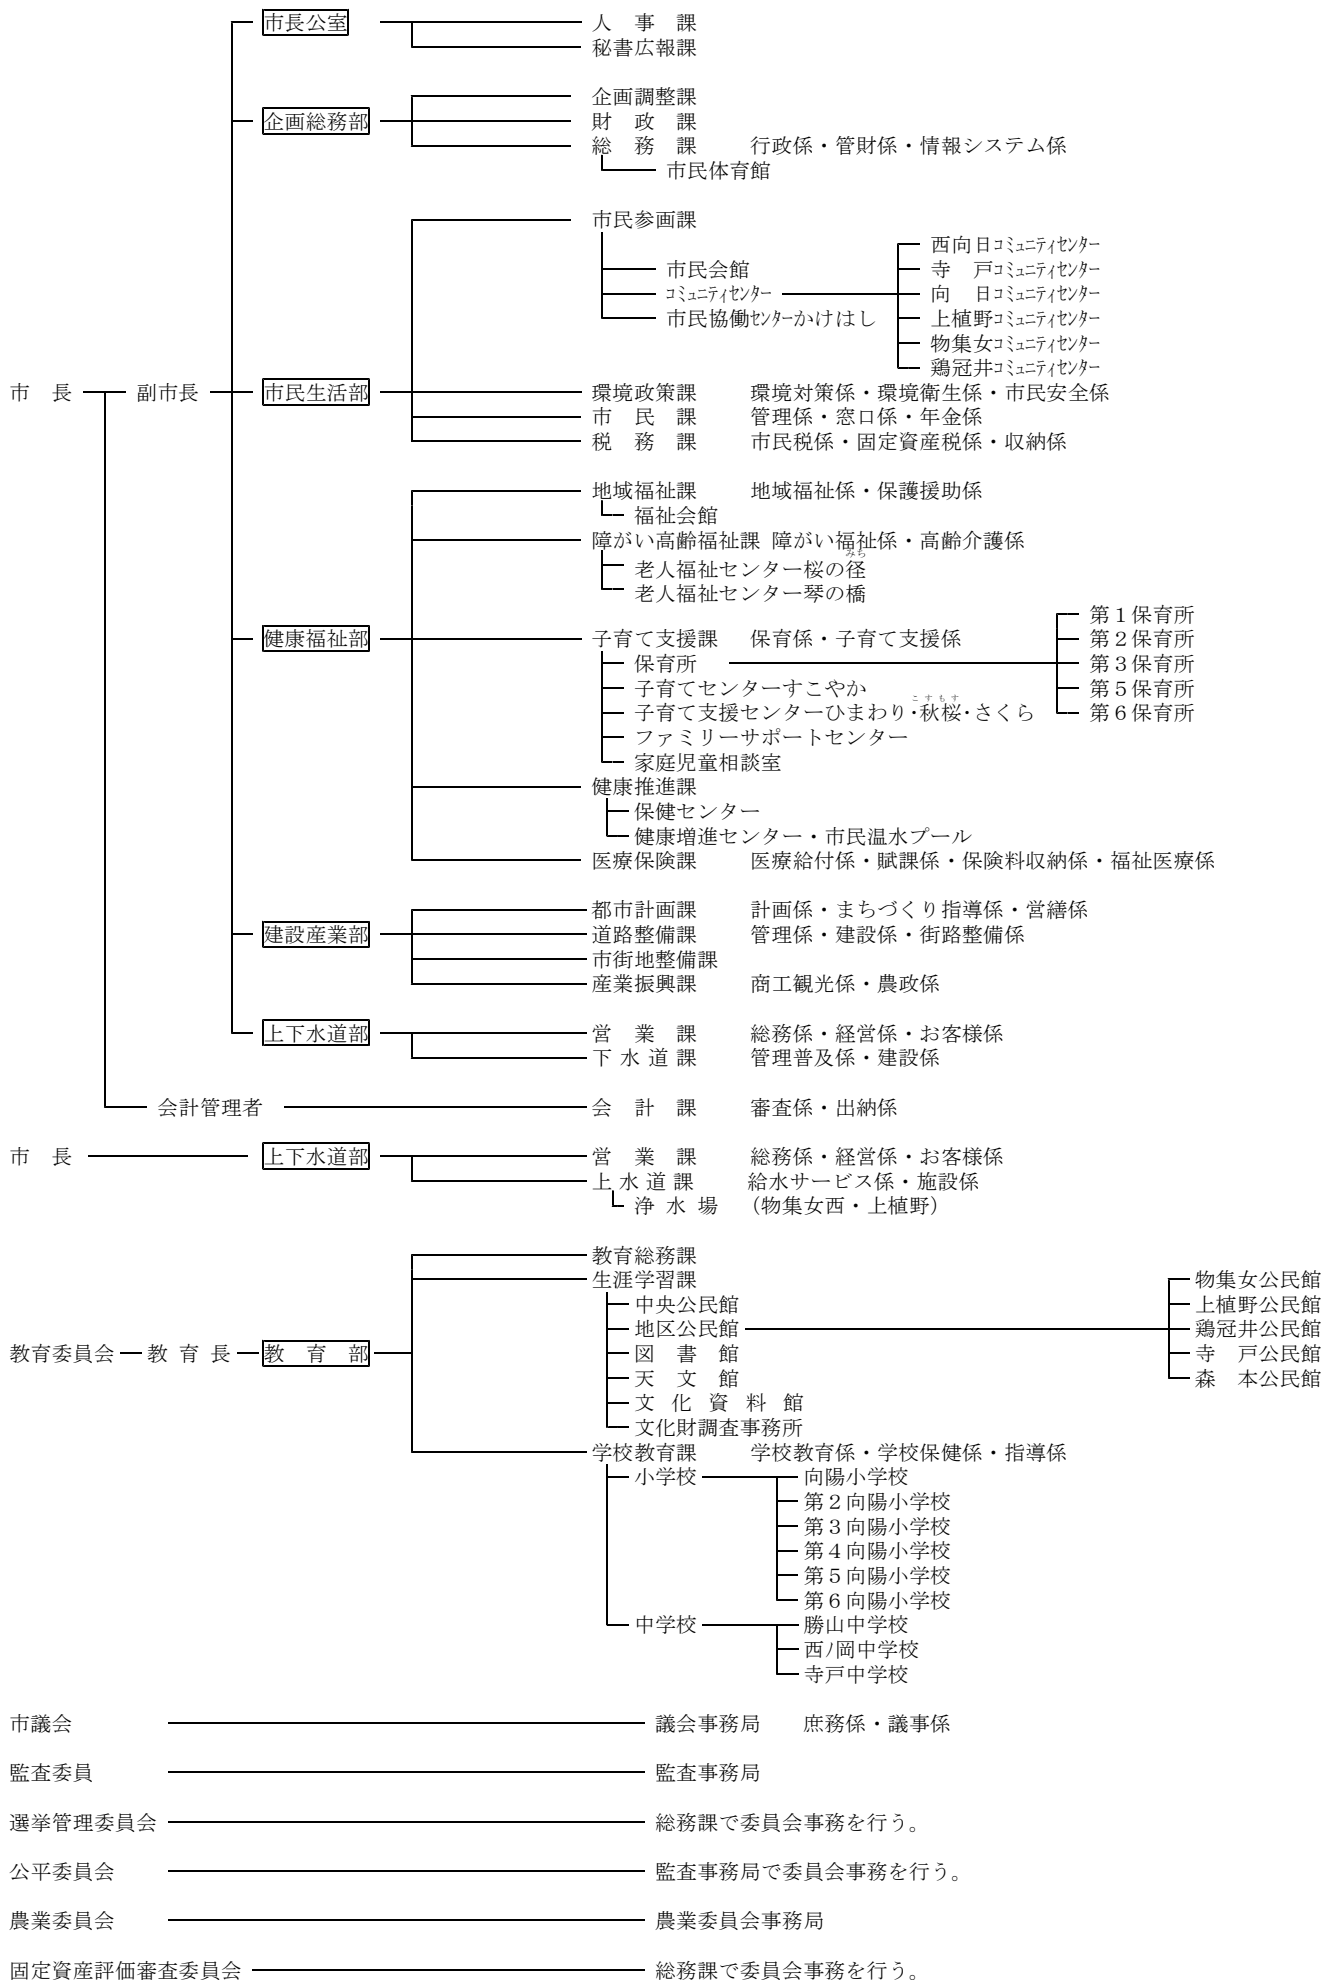 市長公室 人事課
秘書広報課
企画調整課
企画総務部 財政課
総務課 行政係・管財係・情報システム係
市民体育館
市民参画課
西向日コミュニティセンター
市民会館 寺戸コミュニティセンター
コミュニティセンター 向日コミュニティセンター
市民協働センターかけはし 上植野コミュニティセンター
物集女コミュニティセンター
鶏冠井コミュニティセンター
市長 副市長 市民生活部 環境政策課 環境対策係・環境衛生係・市民安全係
市民課 管理係・窓口係・年金係
税務課 市民税係・固定資産税係・収納係
地域福祉課 地域福祉係・保護援助係
福祉会館
障がい高齢福祉課 障がい福祉係・高齢介護係
みち
老人福祉センター桜の径
老人福祉センター琴の橋
第1保育所
健康福祉部 子育て支援課 保育係・子育て支援係 第2保育所
保育所 第3保育所
子育てセンターすこやか 第5保育所
こすもす
子育て支援センターひまわり・秋桜・さくら 第6保育所
ファミリーサポートセンター
家庭児童相談室
健康推進課
保健センター
健康増進センター・市民温水プール
医療保険課 医療給付係・賦課係・保険料収納係・福祉医療係
都市計画課 計画係・まちづくり指導係・営繕係
建設産業部 道路整備課 管理係・建設係・街路整備係
市街地整備課
産業振興課 商工観光係・農政係
上下水道部 営業課 総務係・経営係・お客様係
下水道課 管理普及係・建設係
会計管理者 会計課 審査係・出納係
市長 上下水道部 営業課 総務係・経営係・お客様係
上水道課 給水サービス係・施設係
浄水場 (物集女西・上植野)
教育総務課
生涯学習課 物集女公民館
中央公民館 上植野公民館
地区公民館 鶏冠井公民館
教育委員会 教育長 教育部 図書館 寺戸公民館
天文館 森本公民館
文化資料館
文化財調査事務所
学校教育課 学校教育係・学校保健係・指導係
小学校 向陽小学校
第2向陽小学校
第3向陽小学校
第4向陽小学校
第5向陽小学校
第6向陽小学校
中学校 勝山中学校
西ノ岡中学校
寺戸中学校
市議会 議会事務局 庶務係・議事係
監査委員 監査事務局
選挙管理委員会 総務課で委員会事務を行う。
公平委員会 監査事務局で委員会事務を行う。
農業委員会 農業委員会事務局
固定資産評価審査委員会 総務課で委員会事務を行う。